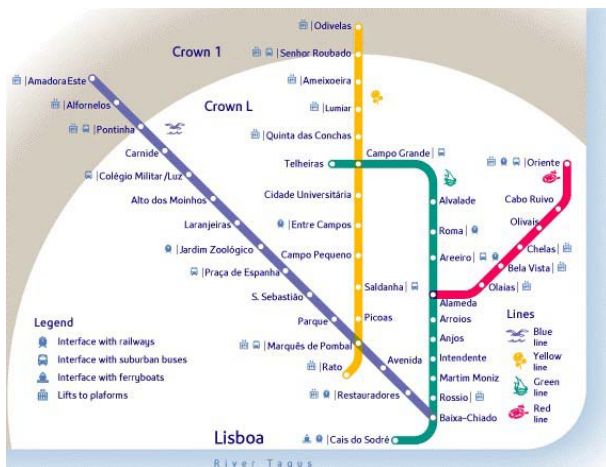 Odivelas
Crown 1
Senhor Roubado
Amadora Este
Ameixoeira
Alfornelos
Crown L
Lumiar
Pontinha
Quinta das Conchas
Carnide
Telheiras
Campo Grande
Oriente
Colégio Militar/Luz
Alto dos Moinhos
Cidade Universitária
Alvalade
Cabo Ruivo
Laranjeiras
Entre Campos
Roma
Olivais
Jardim Zoológico
Campo Pequeno
Areeiro
Chelas
Praça de Espanha
Bela Vista
S. Sebastião
Saldanha
Olaias
Alameda
Parque
Picoas
Arroios
Legend
Interface with railways
Interface with suburban buses
Interface with ferryboats
Lifts to plaforms
Marquês de Pombal
Anjos
Rato
Avenida
Intendente
Restauradores
Martim Moniz
Rossio
Baixa-Chiado
Lines
Blue
line
Yellow
line
Green
line
Red
line
Lisboa
Cais do Sodré
River Tagus